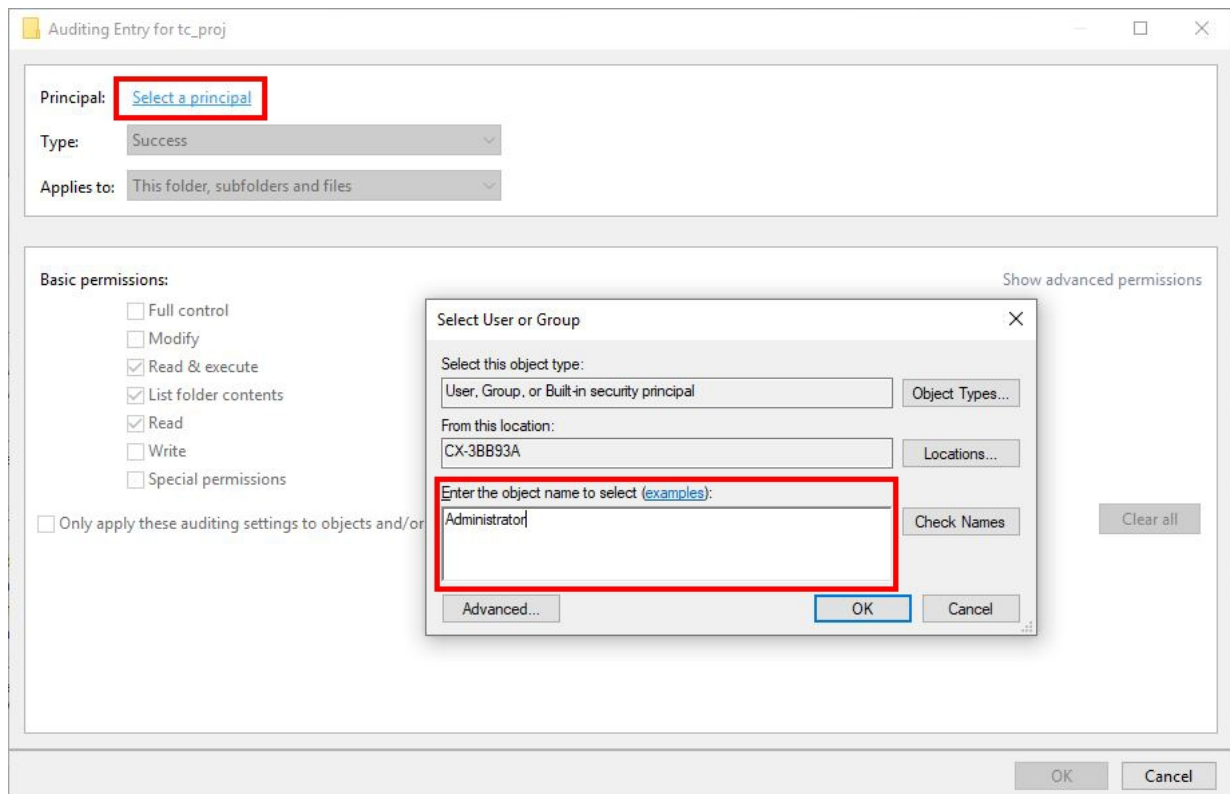 Auditing Entry for tc_proj
Principal: Select a principal
Type: Success
Applies to: This folder, subfolders and files
Basic permissions:
Show advanced permissions
Full control
Modify
Read & execute
List folder contents
Read
Write
Special permissions
Only apply these auditing settings to objects and/or
Clear all
Select User or Group
Select this object type:
User, Group, or Built-in security principal
Object Types...
From this location:
CX-3BB93A
Locations...
Enter the object name to select (examples):
Administrator
Check Names
Advanced...
OK
Cancel
OK
Cancel